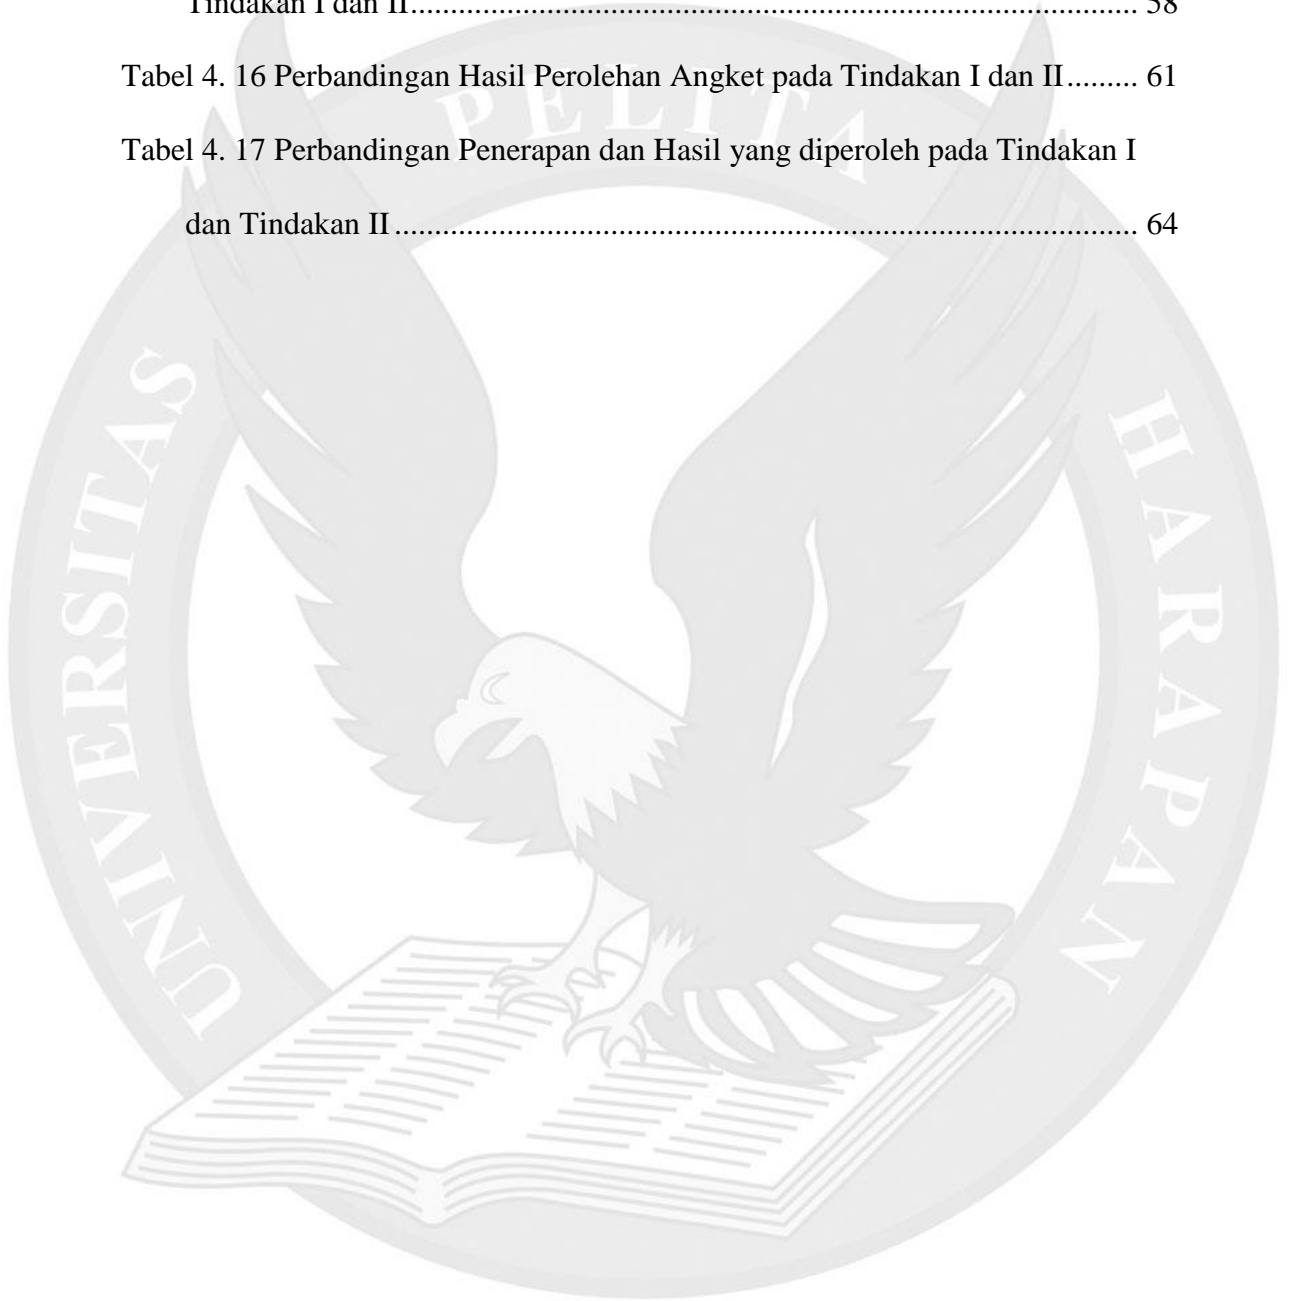 Tindakan I dan II.................................................................................... 58
Tabel 4. 16 Perbandingan Hasil Perolehan Angket pada Tindakan I dan II......... 61
Tabel 4. 17 Perbandingan Penerapan dan Hasil yang diperoleh pada Tindakan I
dan Tindakan II...................................................................................... 64
UNIVERSITAS PELITA HARAPAN